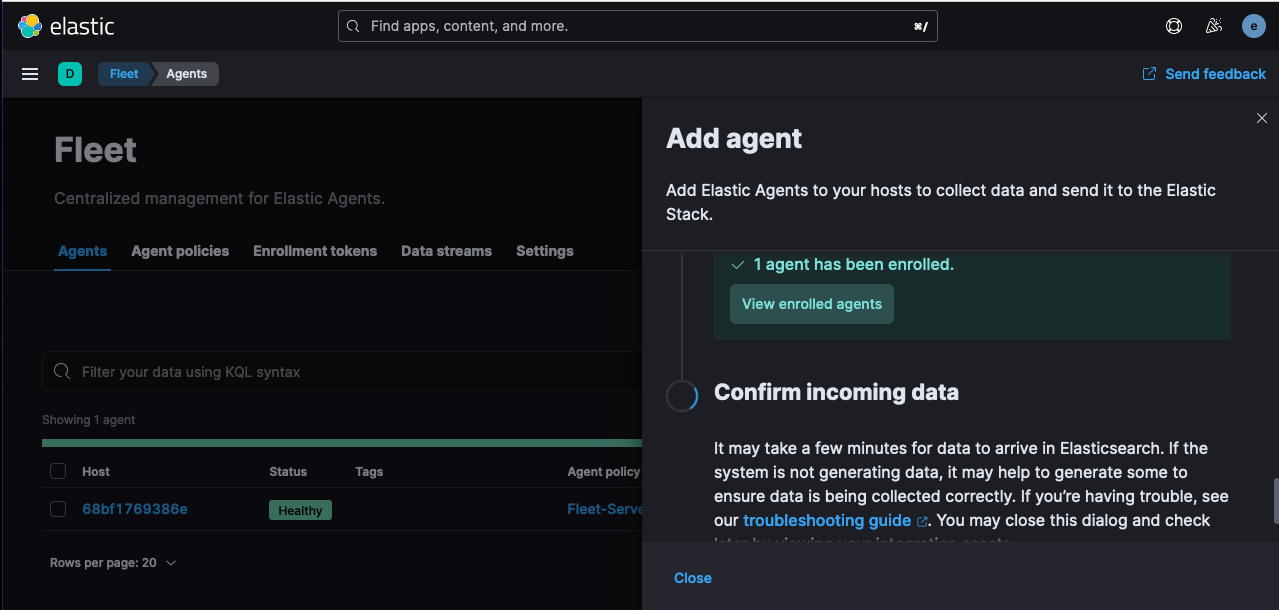 elastic
Find apps, content, and more.
⌘/
e
D
Fleet
Agents
Send feedback
Fleet
Centralized management for Elastic Agents.
Agents
Agent policies
Enrollment tokens
Data streams
Settings
Filter your data using KQL syntax
Showing 1 agent
Host
Status
Tags
Agent policy
68bf1769386e
Healthy
Fleet-Serve
Rows per page: 20
Add agent
Add Elastic Agents to your hosts to collect data and send it to the Elastic
Stack.
1 agent has been enrolled.
View enrolled agents
Confirm incoming data
It may take a few minutes for data to arrive in Elasticsearch. If the
system is not generating data, it may help to generate some to
ensure data is being collected correctly. If you’re having trouble, see
our troubleshooting guide. You may close this dialog and check
later by viewing your integration assets.
Close